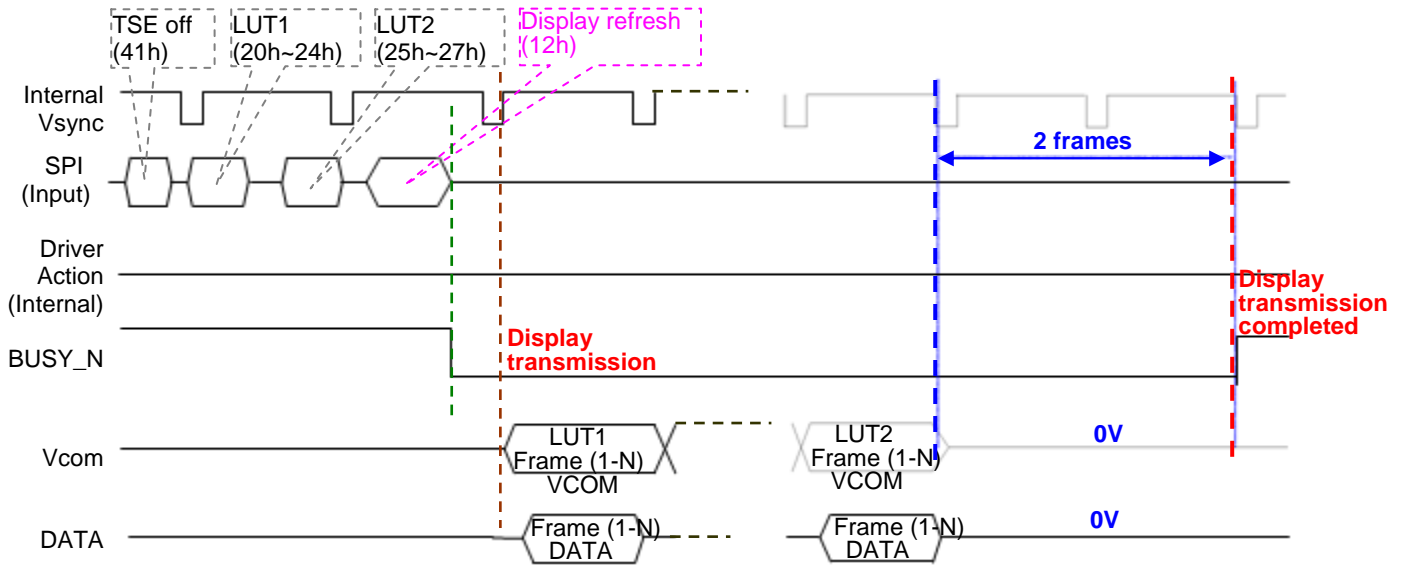 TSE off
(41h)
LUT1
(20h~24h)
LUT2
(25h~27h)
Display refresh
(12h)
Internal
Vsync
2 frames
SPI
(Input)
Driver
Action
(Internal)
Display
transmission
completed
BUSY_N
Display
transmission
Vcom
LUT1
Frame (1-N)
VCOM
LUT2
Frame (1-N)
VCOM
0V
DATA
Frame (1-N)
DATA
Frame (1-N)
DATA
0V